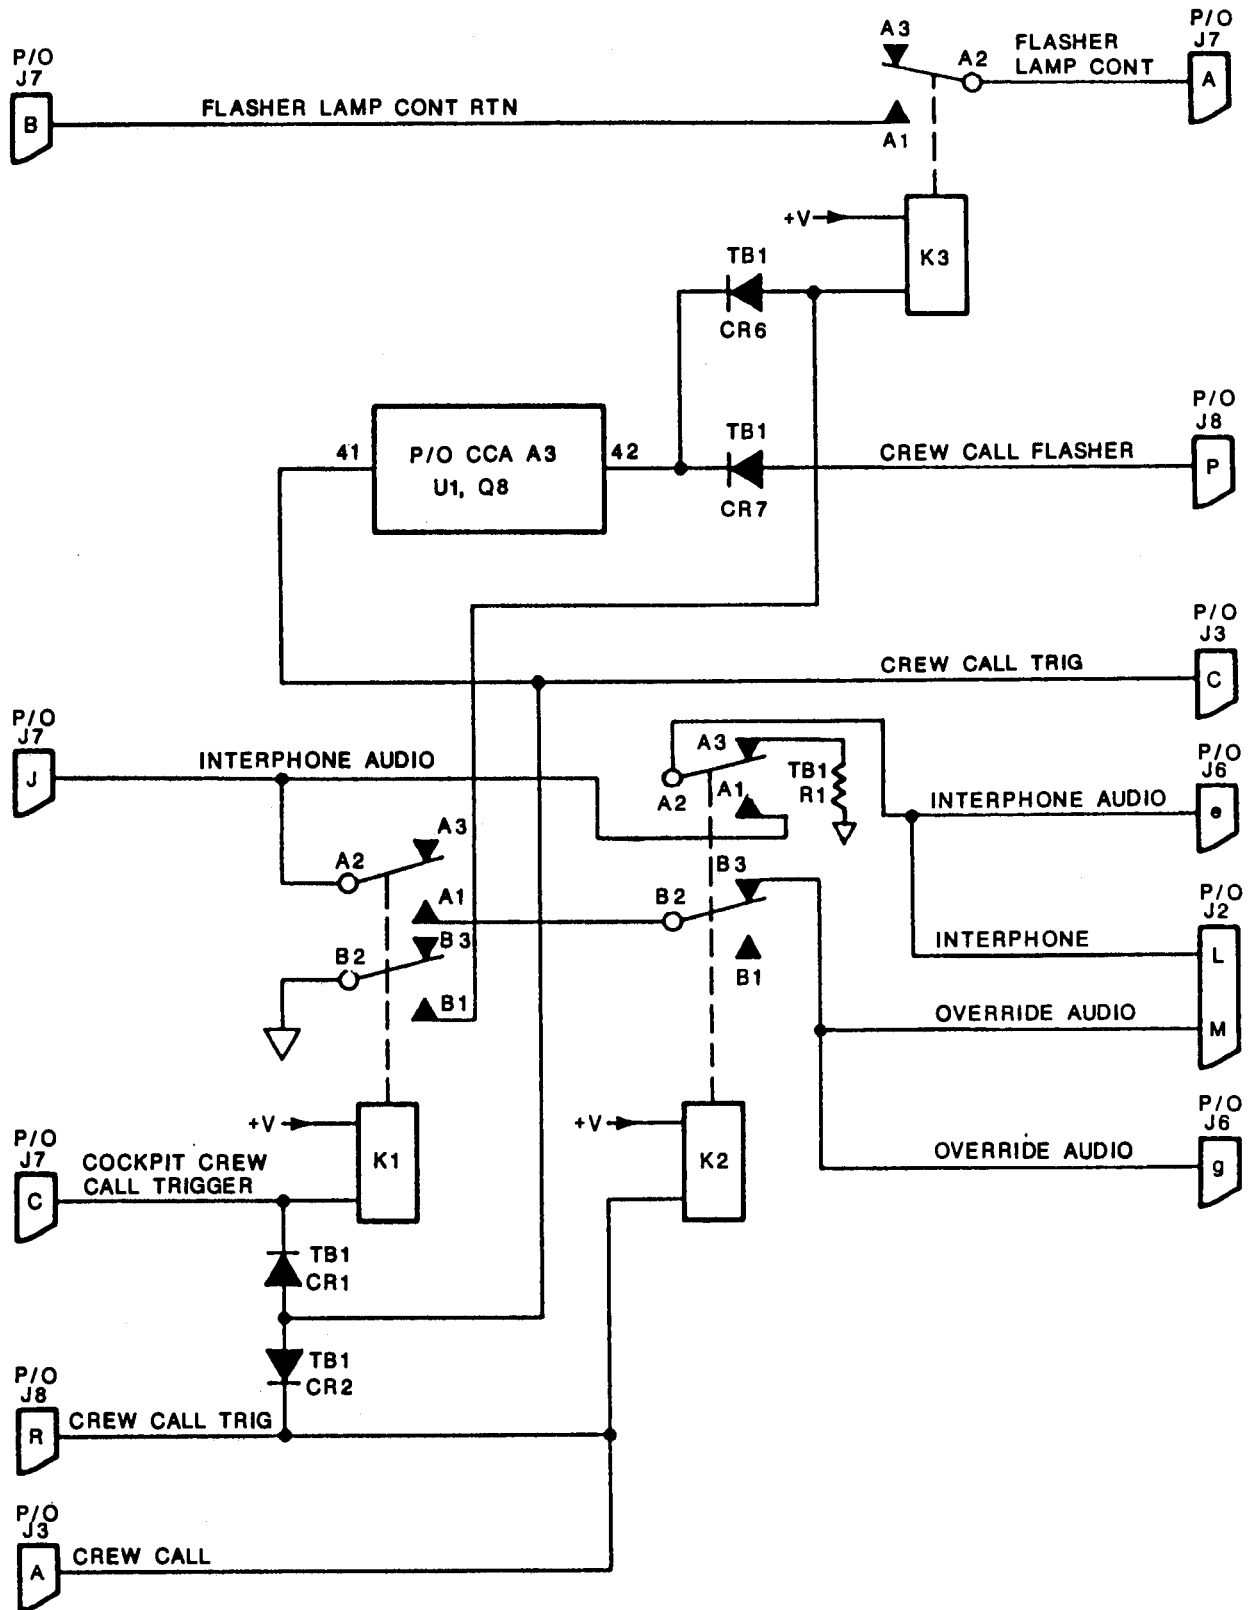 P/O
J7
B
FLASHER LAMP CONT RTN
A3
A2
FLASHER
LAMP CONT
P/O
J7
A
A1
+V
K3
TB1
CR6
41
P/O CCA A3
U1, Q8
42
TB1
CR7
CREW CALL FLASHER
P/O
J8
P
CREW CALL TRIG
P/O
J3
C
P/O
J7
J
INTERPHONE AUDIO
A3
A2
A1
TB1
R1
INTERPHONE AUDIO
P/O
J6
e
A3
A2
A1
B3
B2
B1
B3
B2
B1
INTERPHONE
P/O
J2
L
OVERRIDE AUDIO
M
OVERRIDE AUDIO
P/O
J6
g
+V
K1
+V
K2
P/O
J7
C
COCKPIT CREW
CALL TRIGGER
TB1
CR1
TB1
CR2
P/O
J8
R
CREW CALL TRIG
P/O
J3
A
CREW CALL